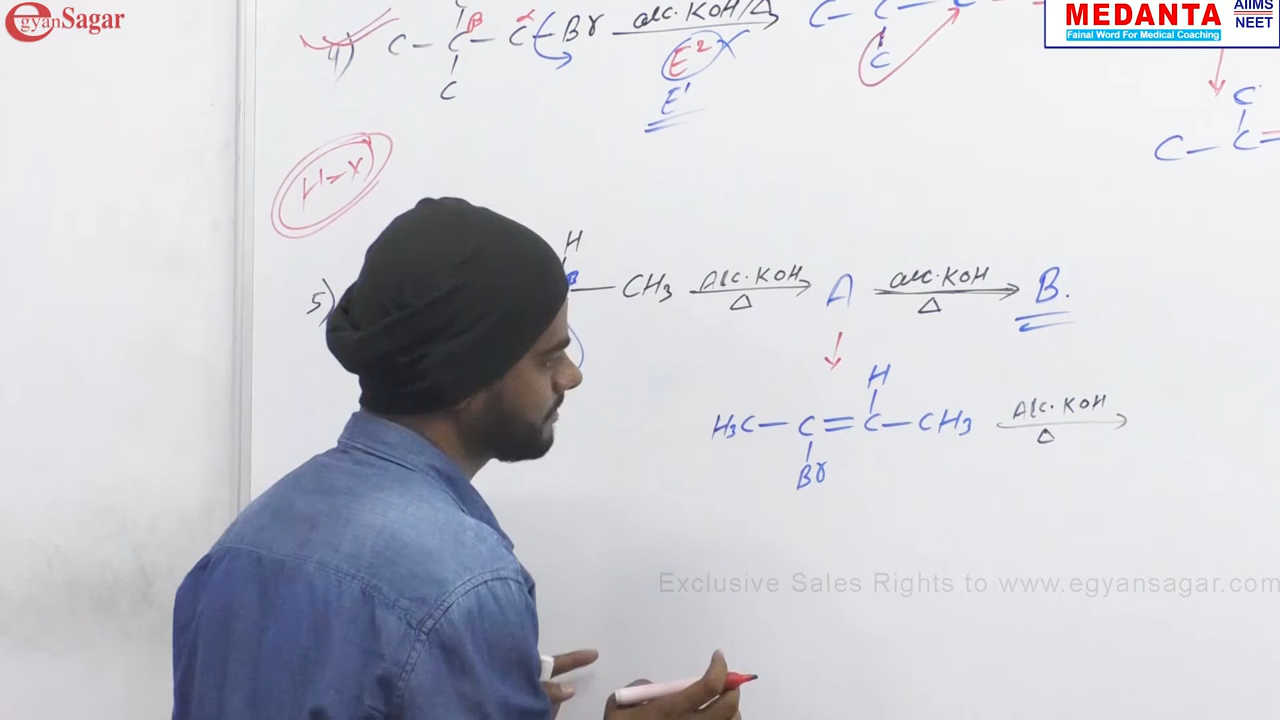 egyanSagar
MEDANTA AIIMS NEET
Fainal Word For Medical Coaching
4) C – C – C – Br alc. KOH/Δ C – C
β α
C E2 C
E1 C
C – C =
5) H
CH3 Alc. KOH A alc. KOH B.
Δ Δ
H
H3C – C = C – CH3 Alc. KOH
Br Δ
Exclusive Sales Rights to www.egyansagar.com